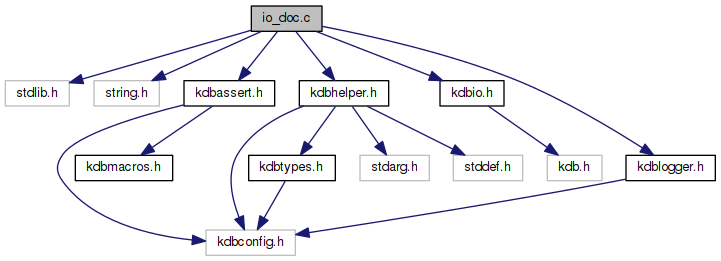 io_doc.c
stdlib.h
string.h
kdbassert.h
kdbhelper.h
kdbio.h
kdbmacros.h
kdbtypes.h
stdarg.h
stddef.h
kdb.h
kdblogger.h
kdbconfig.h